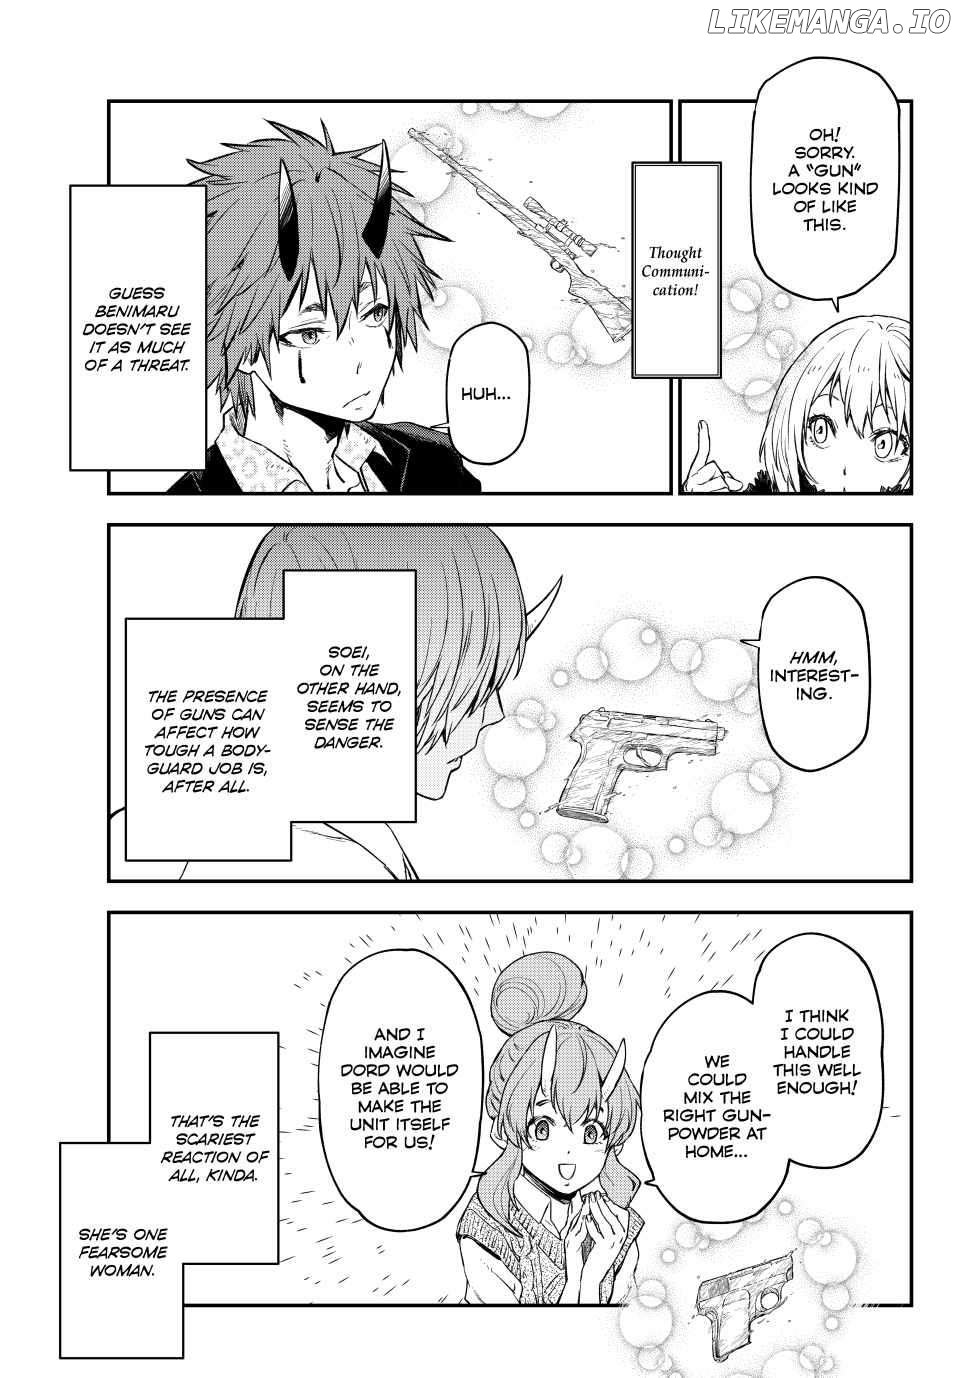 LIKEMANGA.IO
OH!
SORRY.
A "GUN"
LOOKS KIND
OF LIKE
THIS.
Thought
Communi-
cation!
HUH...
GUESS
BENIMARU
DOESN'T SEE
IT AS MUCH
OF A THREAT.
HMM,
INTEREST-
ING.
SOEI,
ON THE
OTHER HAND,
SEEMS TO
SENSE THE
DANGER.
THE PRESENCE
OF GUNS CAN
AFFECT HOW
TOUGH A BODY-
GUARD JOB IS,
AFTER ALL.
I THINK
I COULD
HANDLE
THIS WELL
ENOUGH!
WE
COULD
MIX THE
RIGHT GUN-
POWDER AT
HOME...
AND I
IMAGINE
DORD WOULD
BE ABLE TO
MAKE THE
UNIT ITSELF
FOR US!
THAT'S THE
SCARIEST
REACTION OF
ALL, KINDA.
SHE'S ONE
FEARSOME
WOMAN.